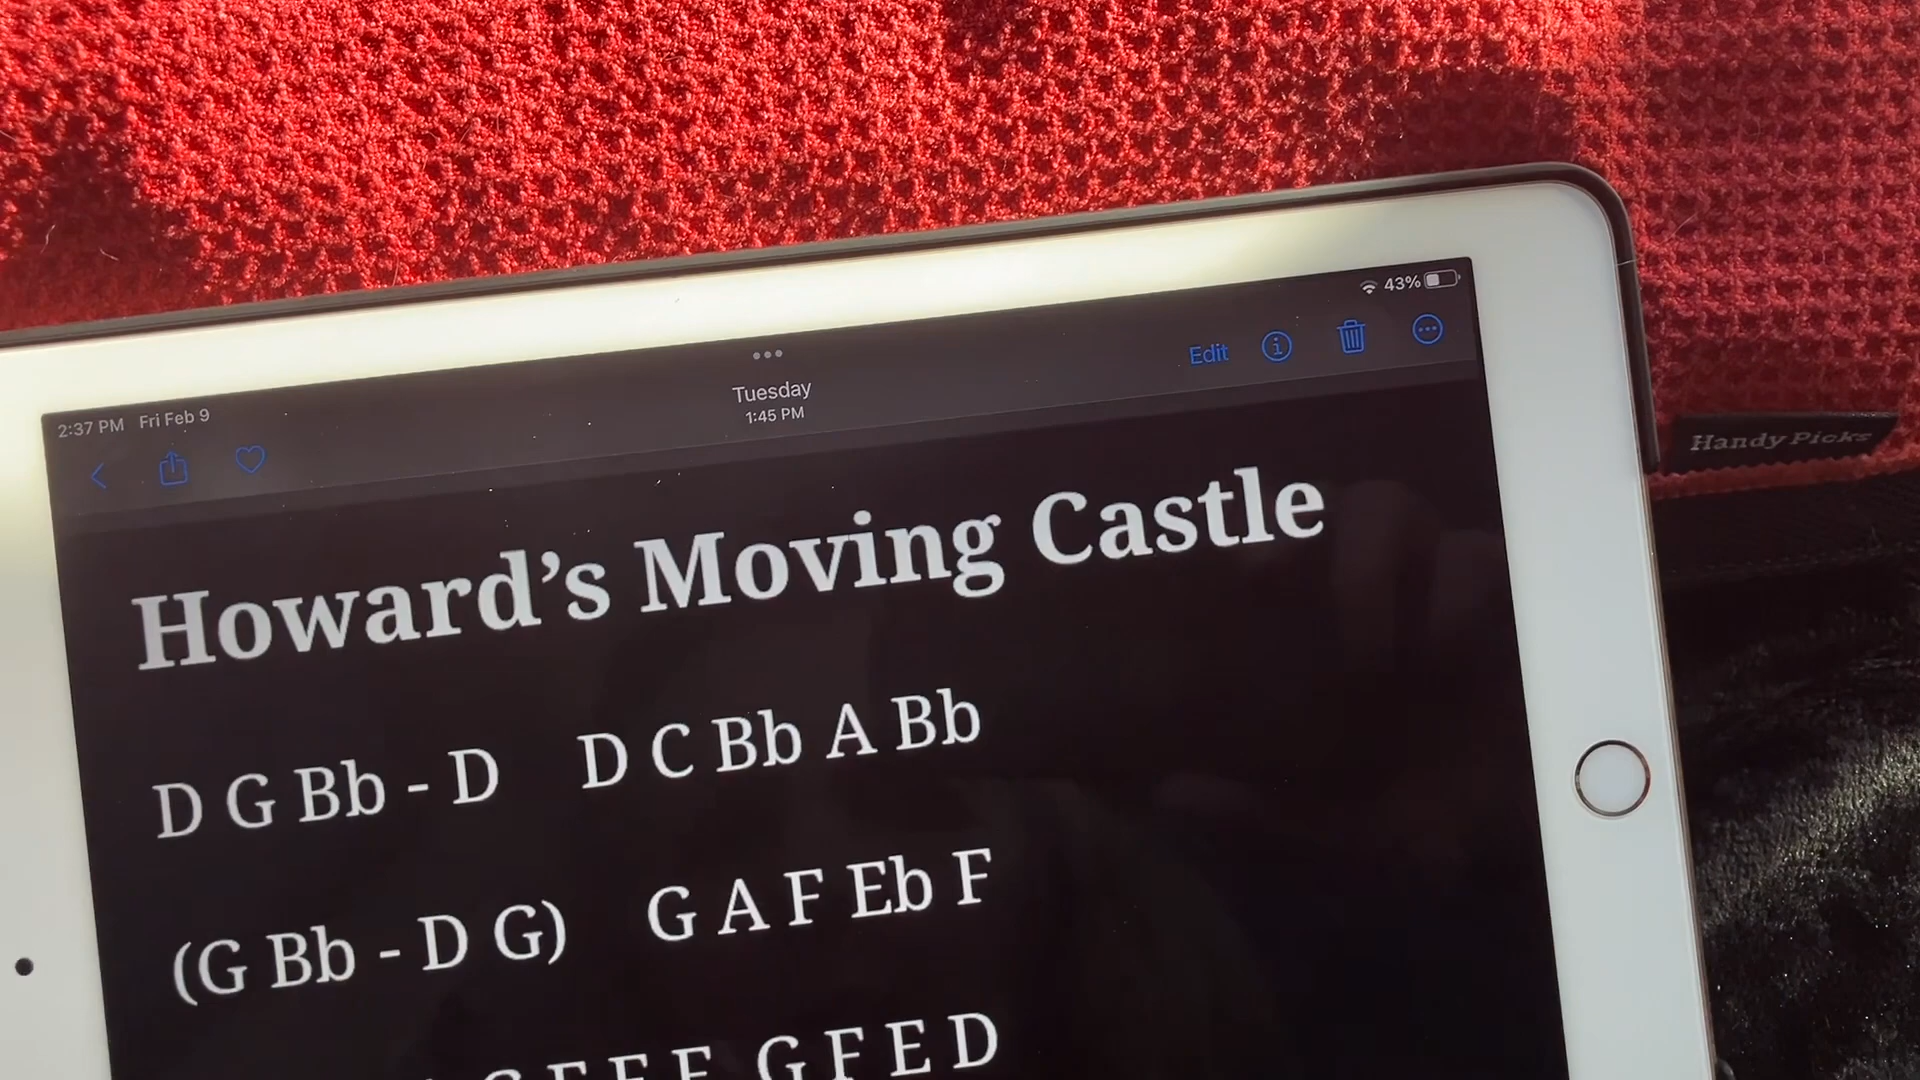 43%
2:37 PM Fri Feb 9
Tuesday
1:45 PM
Edit
Handy Picks
Howard’s Moving Castle
D G Bb - D D C Bb A Bb
(G Bb - D G) G A F Eb F
G F E D